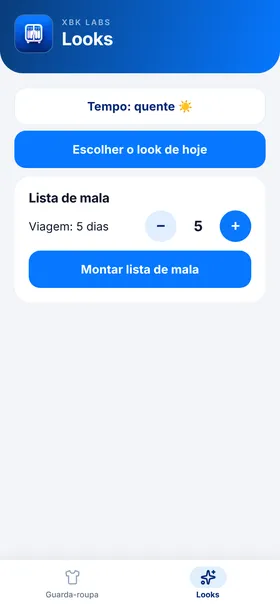 XBK LABS
Looks
Tempo: quente ☀️
Escolher o look de hoje
Lista de mala
Viagem: 5 dias − 5 +
Montar lista de mala
Guarda-roupa Looks